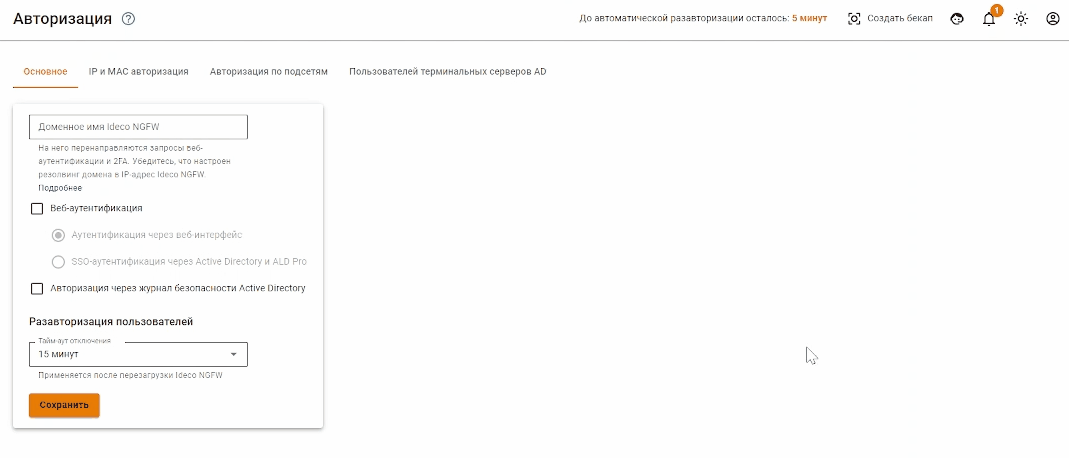 Авторизация
До автоматической разавторизации осталось: 5 минут
Создать бекап
1
Основное
IP и MAC авторизация
Авторизация по подсетям
Пользователей терминальных серверов AD
Доменное имя Ideco NGFW
На него перенаправляются запросы веб-
аутентификации и 2FA. Убедитесь, что настроен
резолвинг домена в IP-адрес Ideco NGFW.
Подробнее
Веб-аутентификация
Аутентификация через веб-интерфейс
SSO-аутентификация через Active Directory и ALD Pro
Авторизация через журнал безопасности Active Directory
Разавторизация пользователей
Тайм-аут отключения
15 минут
Применяется после перезагрузки Ideco NGFW
Сохранить